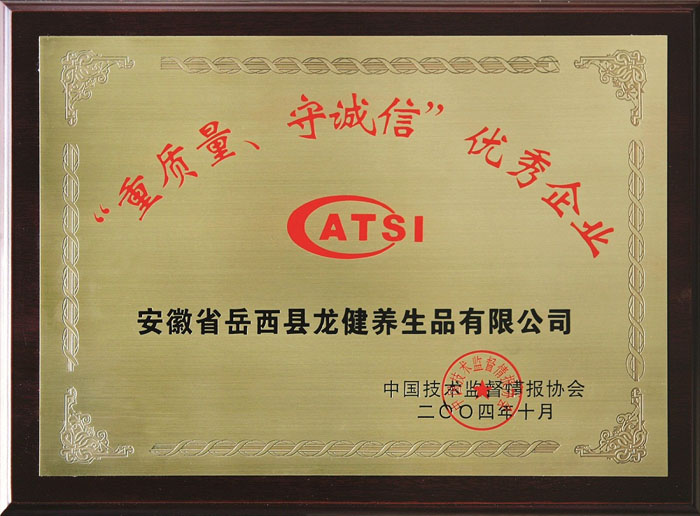 “重质量、守诚信”优秀企业
CATSI
安徽省岳西县龙健养生品有限公司
中国技术监督情报协会
二〇〇四年十月